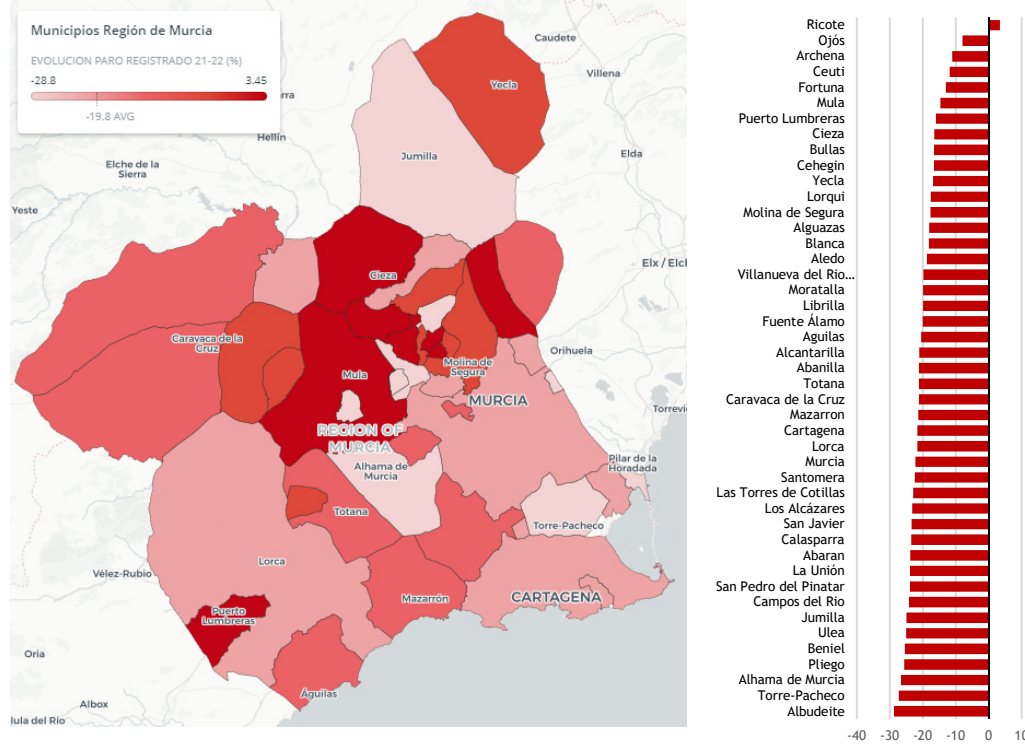 Municipios Región de Murcia
EVOLUCION PARO REGISTRADO 21-22 (%)
-28.8
3.45
-19.8 AVG
Caudete
Villena
Yecla
Hellín
Jumilla
Elda
Elche de la
Sierra
Yeste
Elx / Elch
Cieza
Caravaca de la
Cruz
Orihuela
Molina de
Segura
Mula
MURCIA
Torrevi
REGION OF
MURCIA
Pilar de la
Horadada
Alhama de
Murcia
Totana
Torre-Pacheco
Lorca
Vélez-Rubio
Mazarrón
CARTAGENA
Puerto
Lumbreras
Oria
Águilas
Albox
lula del Río
Ricote
Ojós
Archena
Ceuti
Fortuna
Mula
Puerto Lumbreras
Cieza
Bullas
Cehegin
Yecla
Lorqui
Molina de Segura
Alguazas
Blanca
Aledo
Villanueva del Rio...
Moratalla
Librilla
Fuente Álamo
Aguilas
Alcantarilla
Abanilla
Totana
Caravaca de la Cruz
Mazarron
Cartagena
Lorca
Murcia
Santomera
Las Torres de Cotillas
Los Alcázares
San Javier
Calasparra
Abaran
La Unión
San Pedro del Pinatar
Campos del Rio
Jumilla
Ulea
Beniel
Pliego
Alhama de Murcia
Torre-Pacheco
Albudeite
-40 -30 -20 -10 0 10